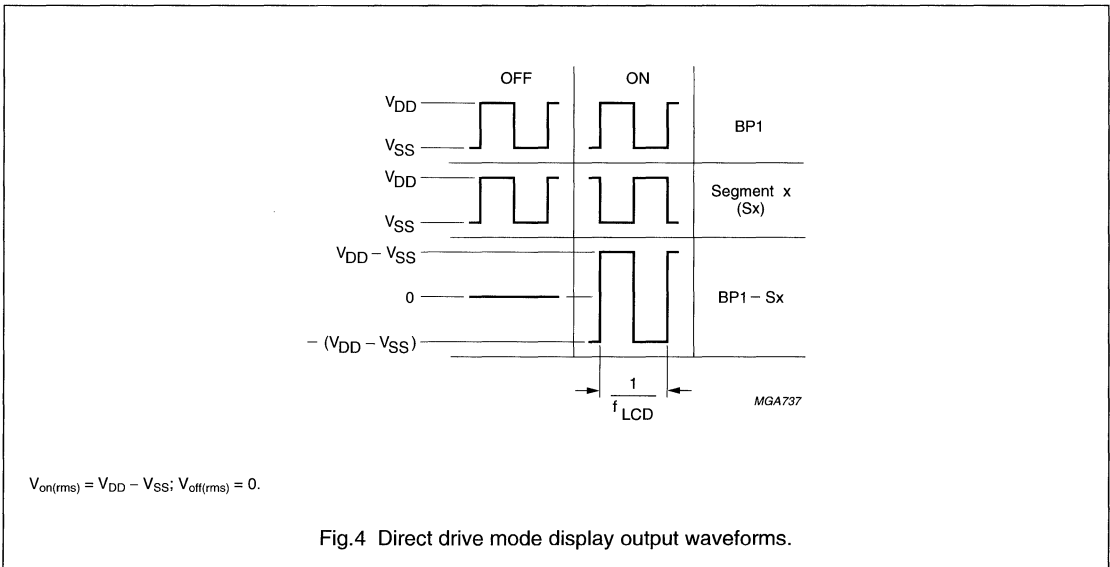 OFF ON
VDD
VSS
BP1
VDD
VSS
Segment x
(Sx)
VDD – VSS
0
– (VDD – VSS)
BP1 – Sx
1
f LCD
MGA737
Von(rms) = VDD – VSS; Voff(rms) = 0.
Fig.4 Direct drive mode display output waveforms.